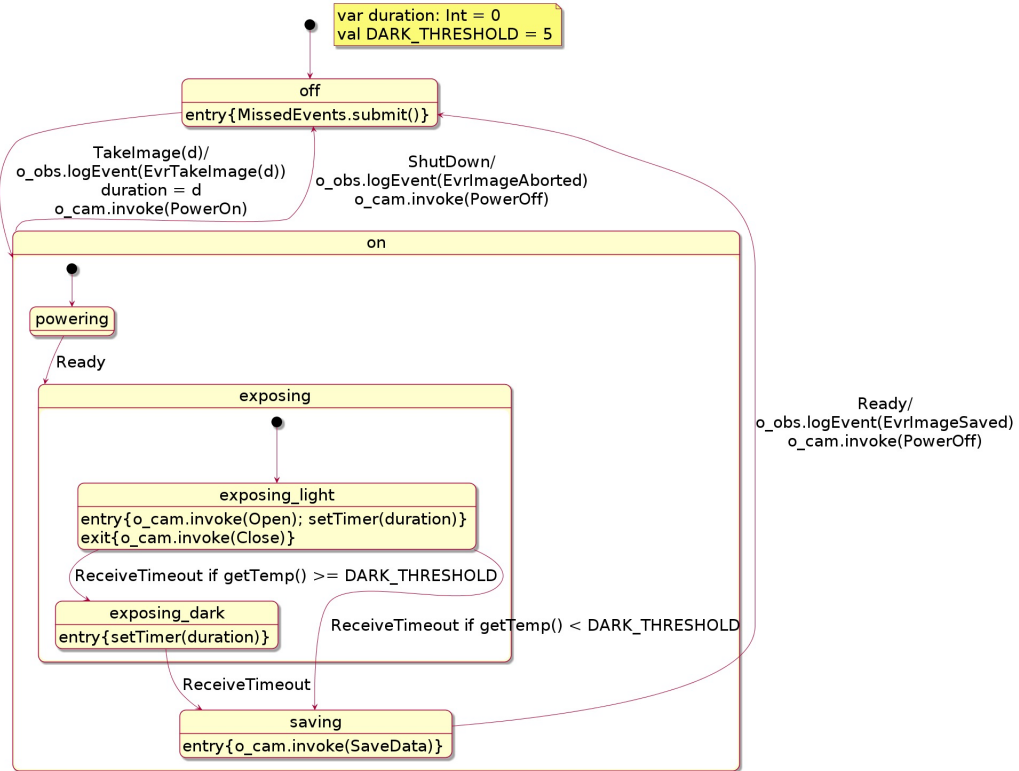 var duration: Int = 0
val DARK_THRESHOLD = 5
off
entry{MissedEvents.submit()}
TakeImage(d)/
o_obs.logEvent(EvrTakeImage(d))
duration = d
o_cam.invoke(PowerOn)
ShutDown/
o_obs.logEvent(EvrImageAborted)
o_cam.invoke(PowerOff)
on
powering
Ready
exposing
Ready/
o_obs.logEvent(EvrImageSaved)
o_cam.invoke(PowerOff)
exposing_light
entry{o_cam.invoke(Open); setTimer(duration)}
exit{o_cam.invoke(Close)}
ReceiveTimeout if getTemp() >= DARK_THRESHOLD
exposing_dark
entry{setTimer(duration)}
ReceiveTimeout if getTemp() < DARK_THRESHOLD
ReceiveTimeout
saving
entry{o_cam.invoke(SaveData)}